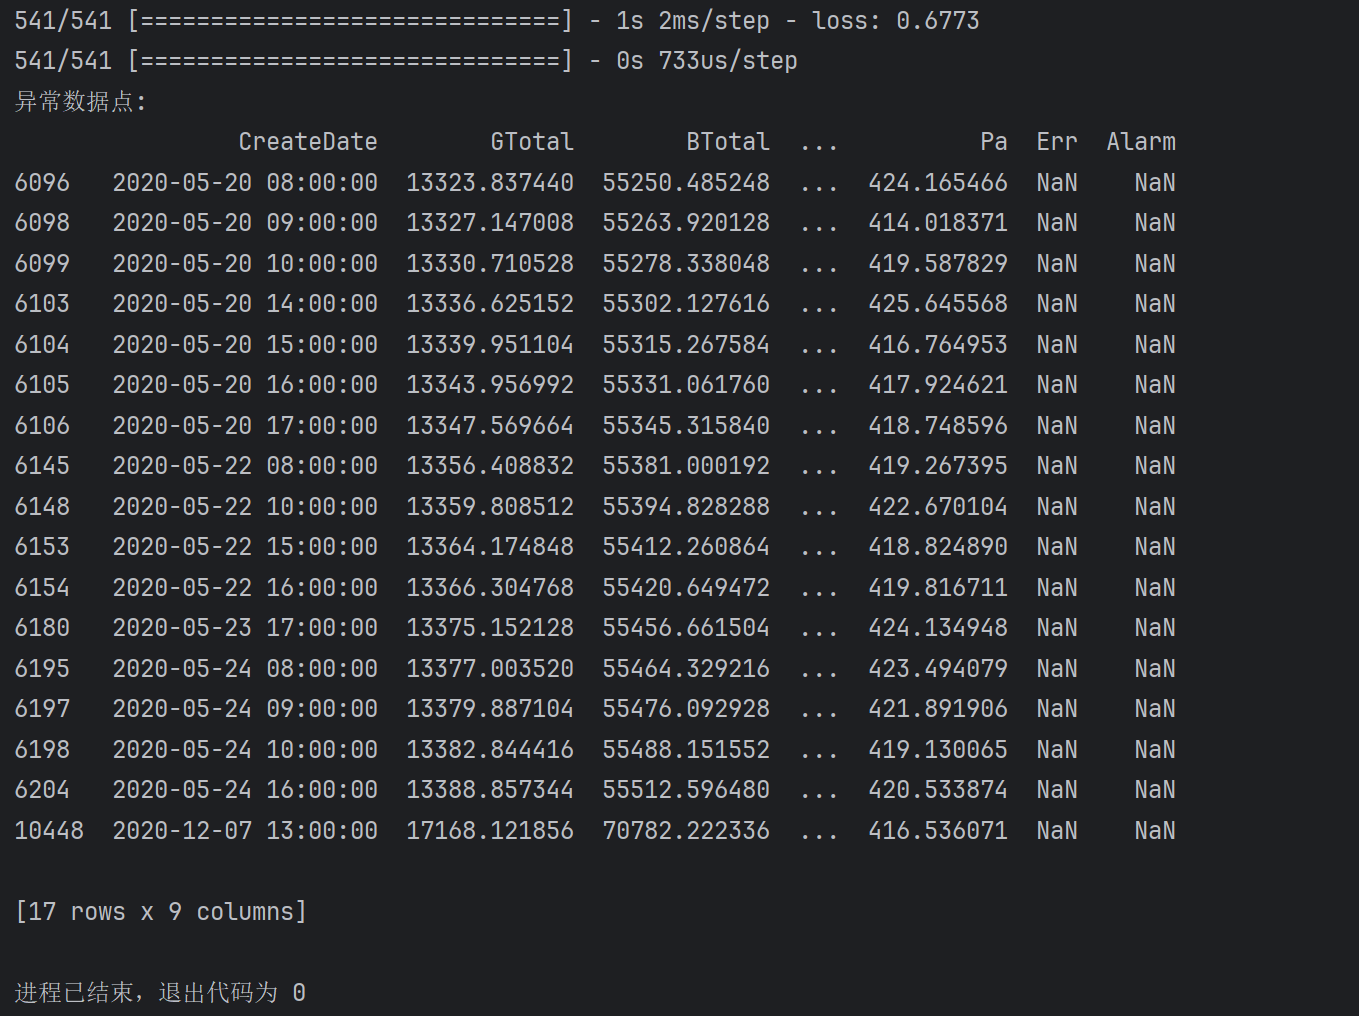 541/541 [==============================] - 1s 2ms/step - loss: 0.6773
541/541 [==============================] - 0s 733us/step
异常数据点：
CreateDate GTotal BTotal ... Pa Err Alarm
6096 2020-05-20 08:00:00 13323.837440 55250.485248 ... 424.165466 NaN NaN
6098 2020-05-20 09:00:00 13327.147008 55263.920128 ... 414.018371 NaN NaN
6099 2020-05-20 10:00:00 13330.710528 55278.338048 ... 419.587829 NaN NaN
6103 2020-05-20 14:00:00 13336.625152 55302.127616 ... 425.645568 NaN NaN
6104 2020-05-20 15:00:00 13339.951104 55315.267584 ... 416.764953 NaN NaN
6105 2020-05-20 16:00:00 13343.956992 55331.061760 ... 417.924621 NaN NaN
6106 2020-05-20 17:00:00 13347.569664 55345.315840 ... 418.748596 NaN NaN
6145 2020-05-22 08:00:00 13356.408832 55381.000192 ... 419.267395 NaN NaN
6148 2020-05-22 10:00:00 13359.808512 55394.828288 ... 422.670104 NaN NaN
6153 2020-05-22 15:00:00 13364.174848 55412.260864 ... 418.824890 NaN NaN
6154 2020-05-22 16:00:00 13366.304768 55420.649472 ... 419.816711 NaN NaN
6180 2020-05-23 17:00:00 13375.152128 55456.661504 ... 424.134948 NaN NaN
6195 2020-05-24 08:00:00 13377.003520 55464.329216 ... 423.494079 NaN NaN
6197 2020-05-24 09:00:00 13379.887104 55476.092928 ... 421.891906 NaN NaN
6198 2020-05-24 10:00:00 13382.844416 55488.151552 ... 419.130065 NaN NaN
6204 2020-05-24 16:00:00 13388.857344 55512.596480 ... 420.533874 NaN NaN
10448 2020-12-07 13:00:00 17168.121856 70782.222336 ... 416.536071 NaN NaN
[17 rows x 9 columns]
进程已结束，退出代码为 0